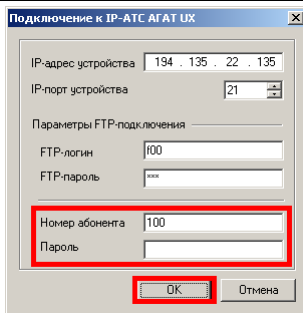 Подключение к IP-АТС АГАТ UX
IP-адрес устройства 194 . 135 . 22 . 135
IP-порт устройства 21
Параметры FTP-подключения
FTP-логин f00
FTP-пароль ***
Номер абонента 100
Пароль
OK Отмена